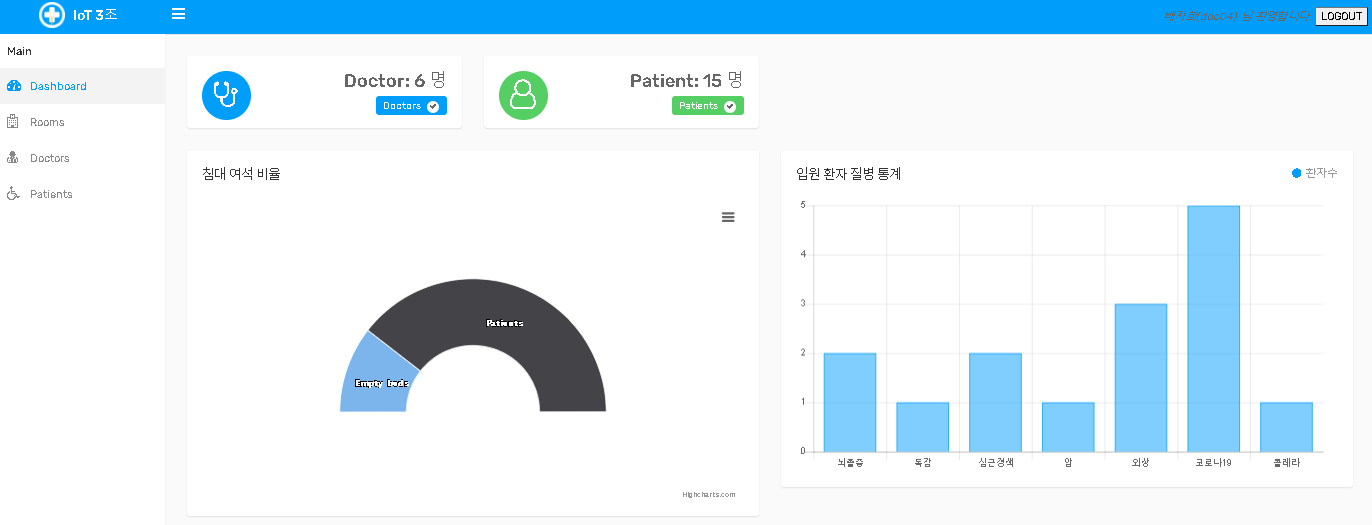 IoT 3조
님 환영합니다
LOGOUT
Main
Dashboard
Rooms
Doctors
Patients
Doctor: 6 명
Doctors
Patient: 15 명
Patients
침대 여석 비율
Patients
Empty beds
Highcharts.com
입원 환자 질병 통계
환자수
5
4
3
2
1
0
뇌졸중
독감
심근경색
암
외상
코로나19
콜레라